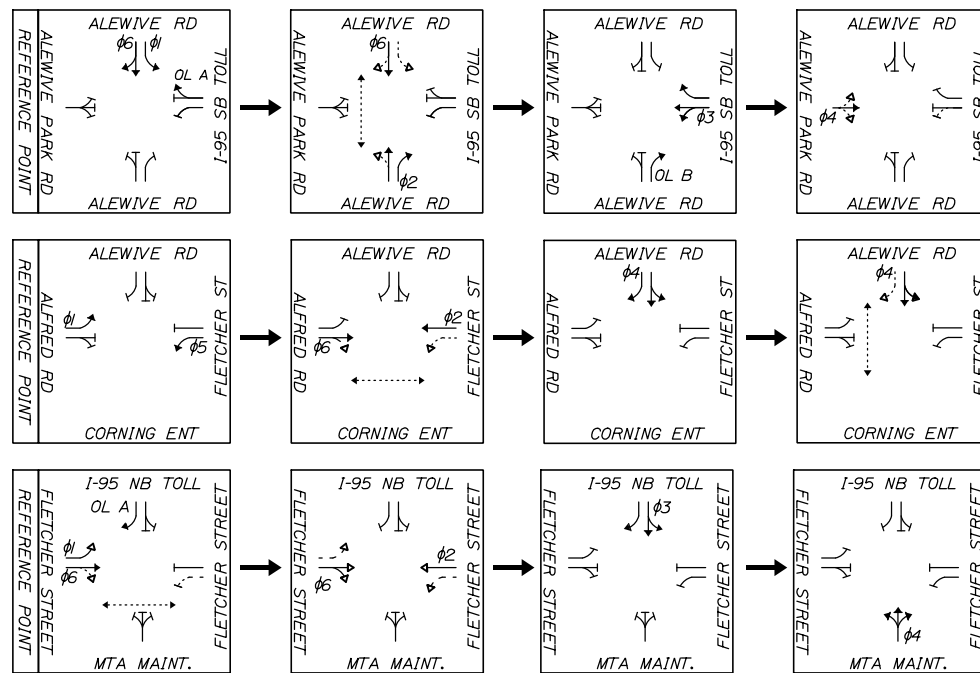 REFERENCE POINT
ALEWIVE PARK RD
ALEWIVE RD
ϕ6 ϕ1
OL A
I-95 SB TOLL
ALEWIVE RD
ALEWIVE PARK RD
ALEWIVE RD
ϕ6
I-95 SB TOLL
ϕ2
ALEWIVE RD
ALEWIVE PARK RD
ALEWIVE RD
I-95 SB TOLL
ϕ3
OL B
ALEWIVE RD
ALEWIVE PARK RD
ALEWIVE RD
I-95 SB TOLL
ϕ4
ALEWIVE RD
REFERENCE POINT
ALFRED RD
ALEWIVE RD
ϕ1
ϕ5
FLETCHER ST
CORNING ENT
ALFRED RD
ALEWIVE RD
ϕ2
ϕ6
FLETCHER ST
CORNING ENT
ALFRED RD
ALEWIVE RD
ϕ4
FLETCHER ST
CORNING ENT
ALFRED RD
ALEWIVE RD
ϕ4
FLETCHER ST
CORNING ENT
REFERENCE POINT
FLETCHER STREET
I-95 NB TOLL
OL A
ϕ1
ϕ6
FLETCHER STREET
MTA MAINT.
FLETCHER STREET
I-95 NB TOLL
ϕ2
ϕ6
FLETCHER STREET
MTA MAINT.
FLETCHER STREET
I-95 NB TOLL
ϕ3
FLETCHER STREET
MTA MAINT.
FLETCHER STREET
I-95 NB TOLL
FLETCHER STREET
ϕ4
MTA MAINT.